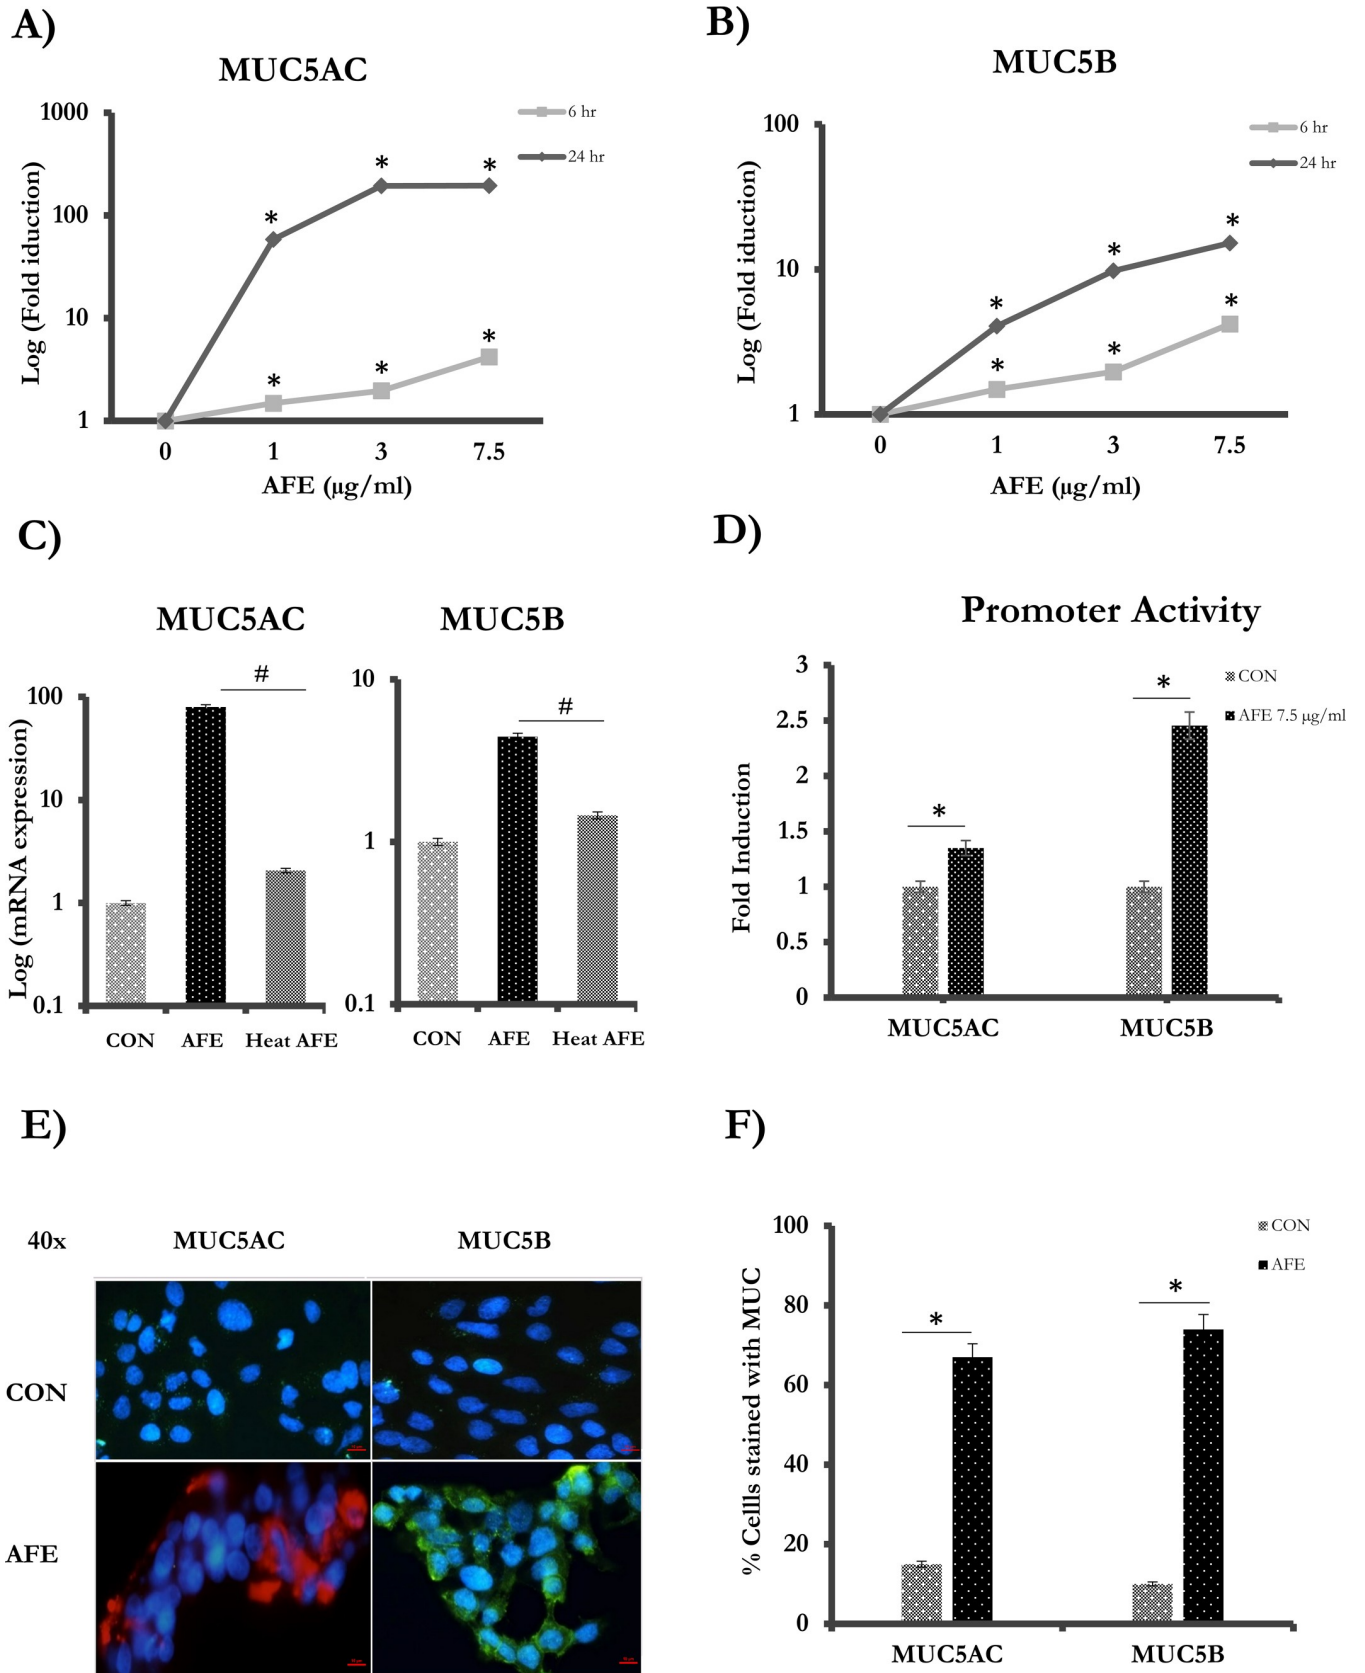 A)
MUC5AC
1000
100
10
1
Log (Fold iduction)
6 hr
24 hr
*
*
*
*
*
*
0 1 3 7.5
AFE (µg/ml)
B)
MUC5B
100
10
1
Log (Fold iduction)
6 hr
24 hr
*
*
*
*
*
*
0 1 3 7.5
AFE (µg/ml)
C)
MUC5AC
100
10
1
0.1
Log (mRNA expression)
#
CON AFE Heat AFE
MUC5B
10
1
0.1
#
CON AFE Heat AFE
D)
Promoter Activity
3
2.5
2
1.5
1
0.5
0
Fold Induction
CON
AFE 7.5 µg/ml
*
*
MUC5AC MUC5B
E)
40x MUC5AC MUC5B
CON
AFE
F)
100
80
60
40
20
0
% Cellls stained with MUC
CON
AFE
*
*
MUC5AC MUC5B